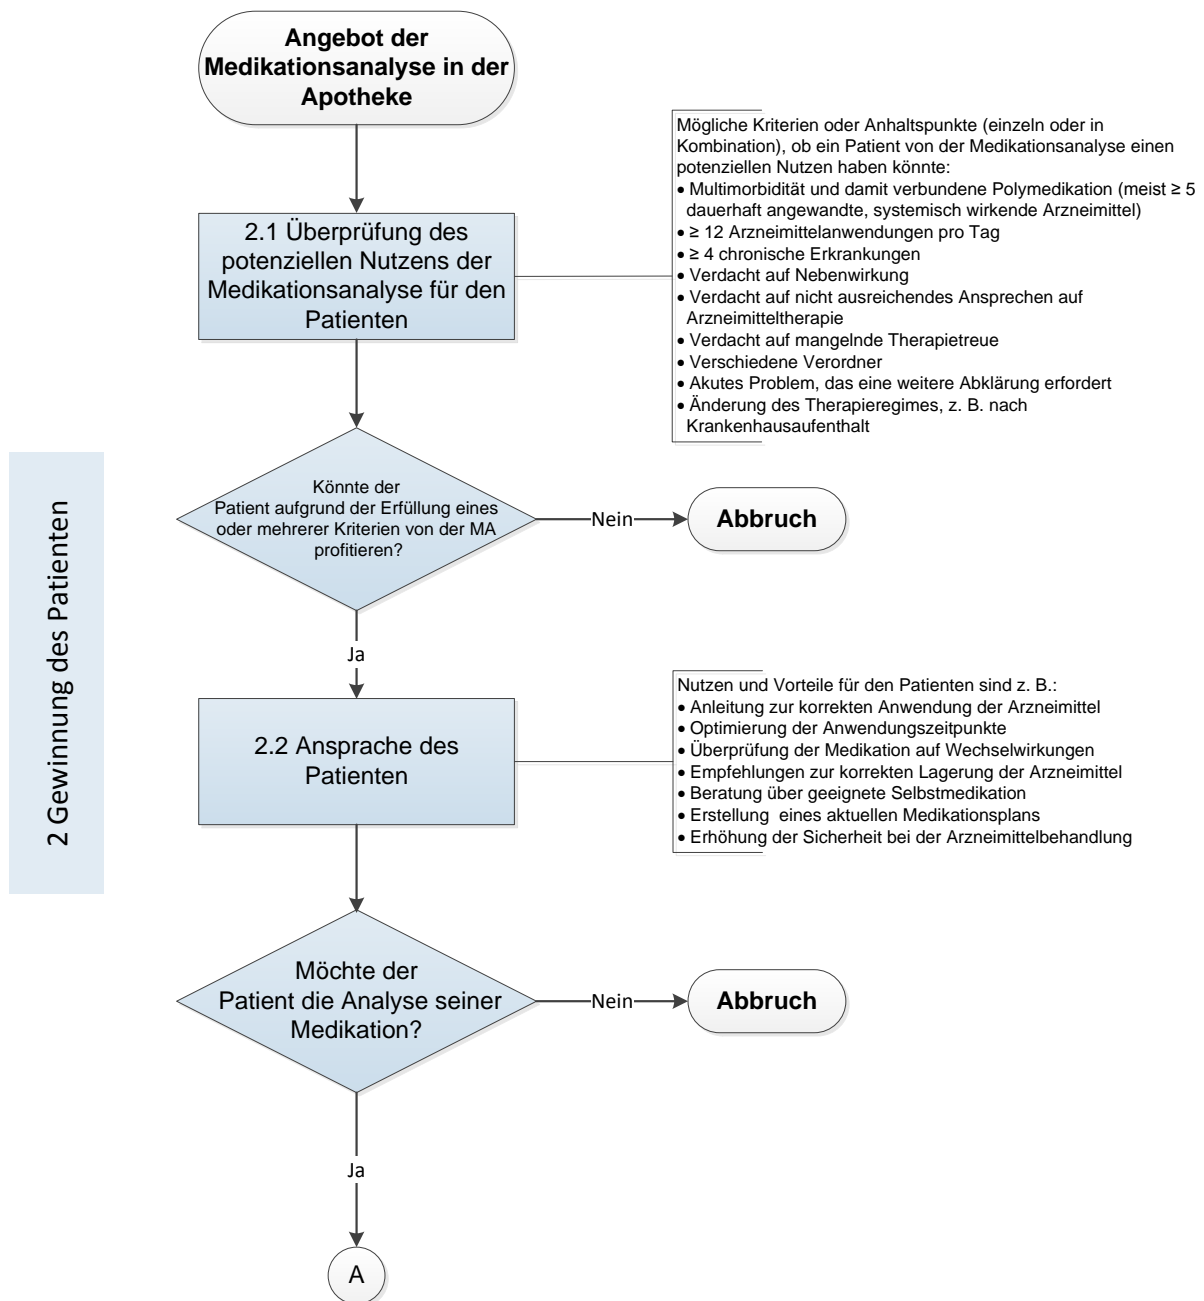 Angebot der
Medikationsanalyse in der
Apotheke
Mögliche Kriterien oder Anhaltspunkte (einzeln oder in
Kombination), ob ein Patient von der Medikationsanalyse einen
potenziellen Nutzen haben könnte:
• Multimorbidität und damit verbundene Polymedikation (meist ≥ 5
dauerhaft angewandte, systemisch wirkende Arzneimittel)
• ≥ 12 Arzneimittelanwendungen pro Tag
• ≥ 4 chronische Erkrankungen
• Verdacht auf Nebenwirkung
• Verdacht auf nicht ausreichendes Ansprechen auf
Arzneimitteltherapie
• Verdacht auf mangelnde Therapietreue
• Verschiedene Verordner
• Akutes Problem, das eine weitere Abklärung erfordert
• Änderung des Therapieregimes, z. B. nach
Krankenhausaufenthalt
2.1 Überprüfung des
potenziellen Nutzens der
Medikationsanalyse für den
Patienten
2 Gewinnung des Patienten
Könnte der
Patient aufgrund der Erfüllung eines
oder mehrerer Kriterien von der MA
profitieren?
Nein
Abbruch
Ja
2.2 Ansprache des
Patienten
Nutzen und Vorteile für den Patienten sind z. B.:
• Anleitung zur korrekten Anwendung der Arzneimittel
• Optimierung der Anwendungszeitpunkte
• Überprüfung der Medikation auf Wechselwirkungen
• Empfehlungen zur korrekten Lagerung der Arzneimittel
• Beratung über geeignete Selbstmedikation
• Erstellung  eines aktuellen Medikationsplans
• Erhöhung der Sicherheit bei der Arzneimittelbehandlung
Möchte der
Patient die Analyse seiner
Medikation?
Nein
Abbruch
Ja
A